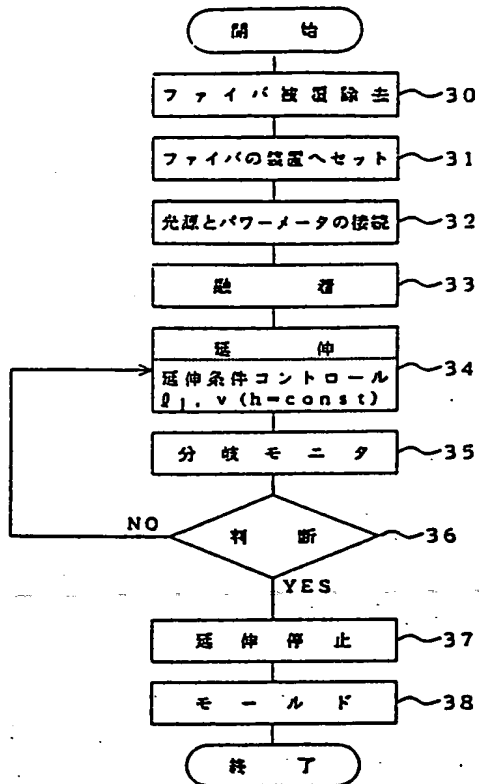 開始
ファイバ被覆除去 30
ファイバの装置へセット 31
光源とパワーメータの接続 32
融着 33
延伸
延伸条件コントロール 34
ℓj, v (h=const)
分岐モニタ 35
NO 判断 36
YES
延伸停止 37
モールド 38
終了